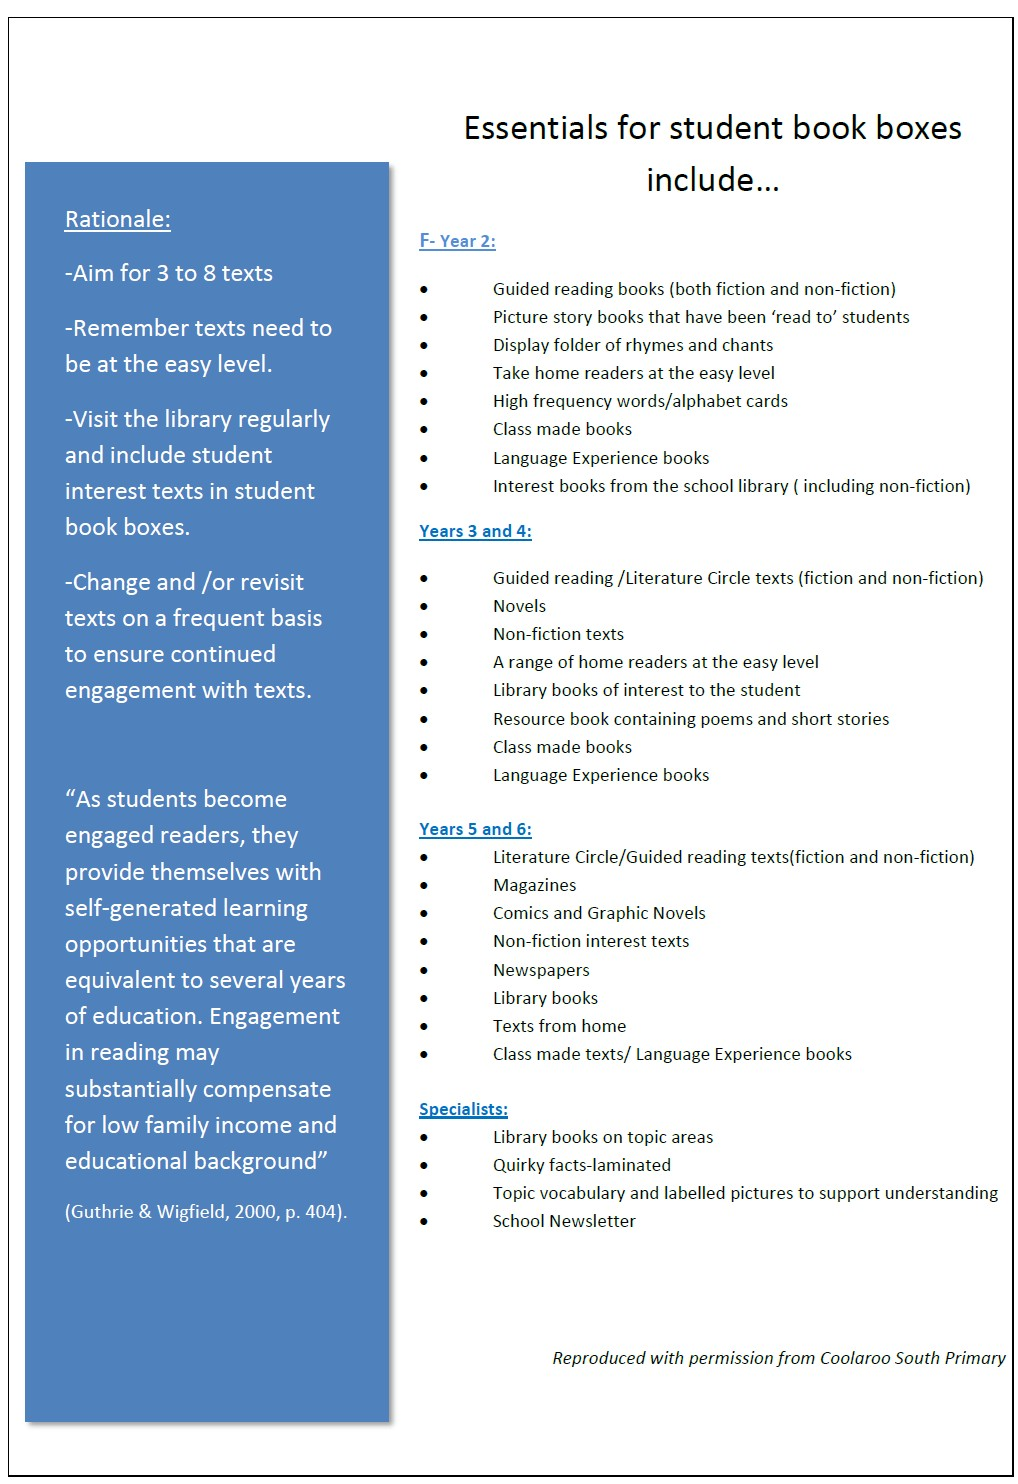 Essentials for student book boxes
include...
Rationale:
-Aim for 3 to 8 texts
-Remember texts need to
be at the easy level.
-Visit the library regularly
and include student
interest texts in student
book boxes.
-Change and /or revisit
texts on a frequent basis
to ensure continued
engagement with texts.
“As students become
engaged readers, they
provide themselves with
self-generated learning
opportunities that are
equivalent to several years
of education. Engagement
in reading may
substantially compensate
for low family income and
educational background”
(Guthrie & Wigfield, 2000, p. 404).
F- Year 2:
• Guided reading books (both fiction and non-fiction)
• Picture story books that have been ‘read to’ students
• Display folder of rhymes and chants
• Take home readers at the easy level
• High frequency words/alphabet cards
• Class made books
• Language Experience books
• Interest books from the school library ( including non-fiction)
Years 3 and 4:
• Guided reading /Literature Circle texts (fiction and non-fiction)
• Novels
• Non-fiction texts
• A range of home readers at the easy level
• Library books of interest to the student
• Resource book containing poems and short stories
• Class made books
• Language Experience books
Years 5 and 6:
• Literature Circle/Guided reading texts(fiction and non-fiction)
• Magazines
• Comics and Graphic Novels
• Non-fiction interest texts
• Newspapers
• Library books
• Texts from home
• Class made texts/ Language Experience books
Specialists:
• Library books on topic areas
• Quirky facts-laminated
• Topic vocabulary and labelled pictures to support understanding
• School Newsletter
Reproduced with permission from Coolaroo South Primary